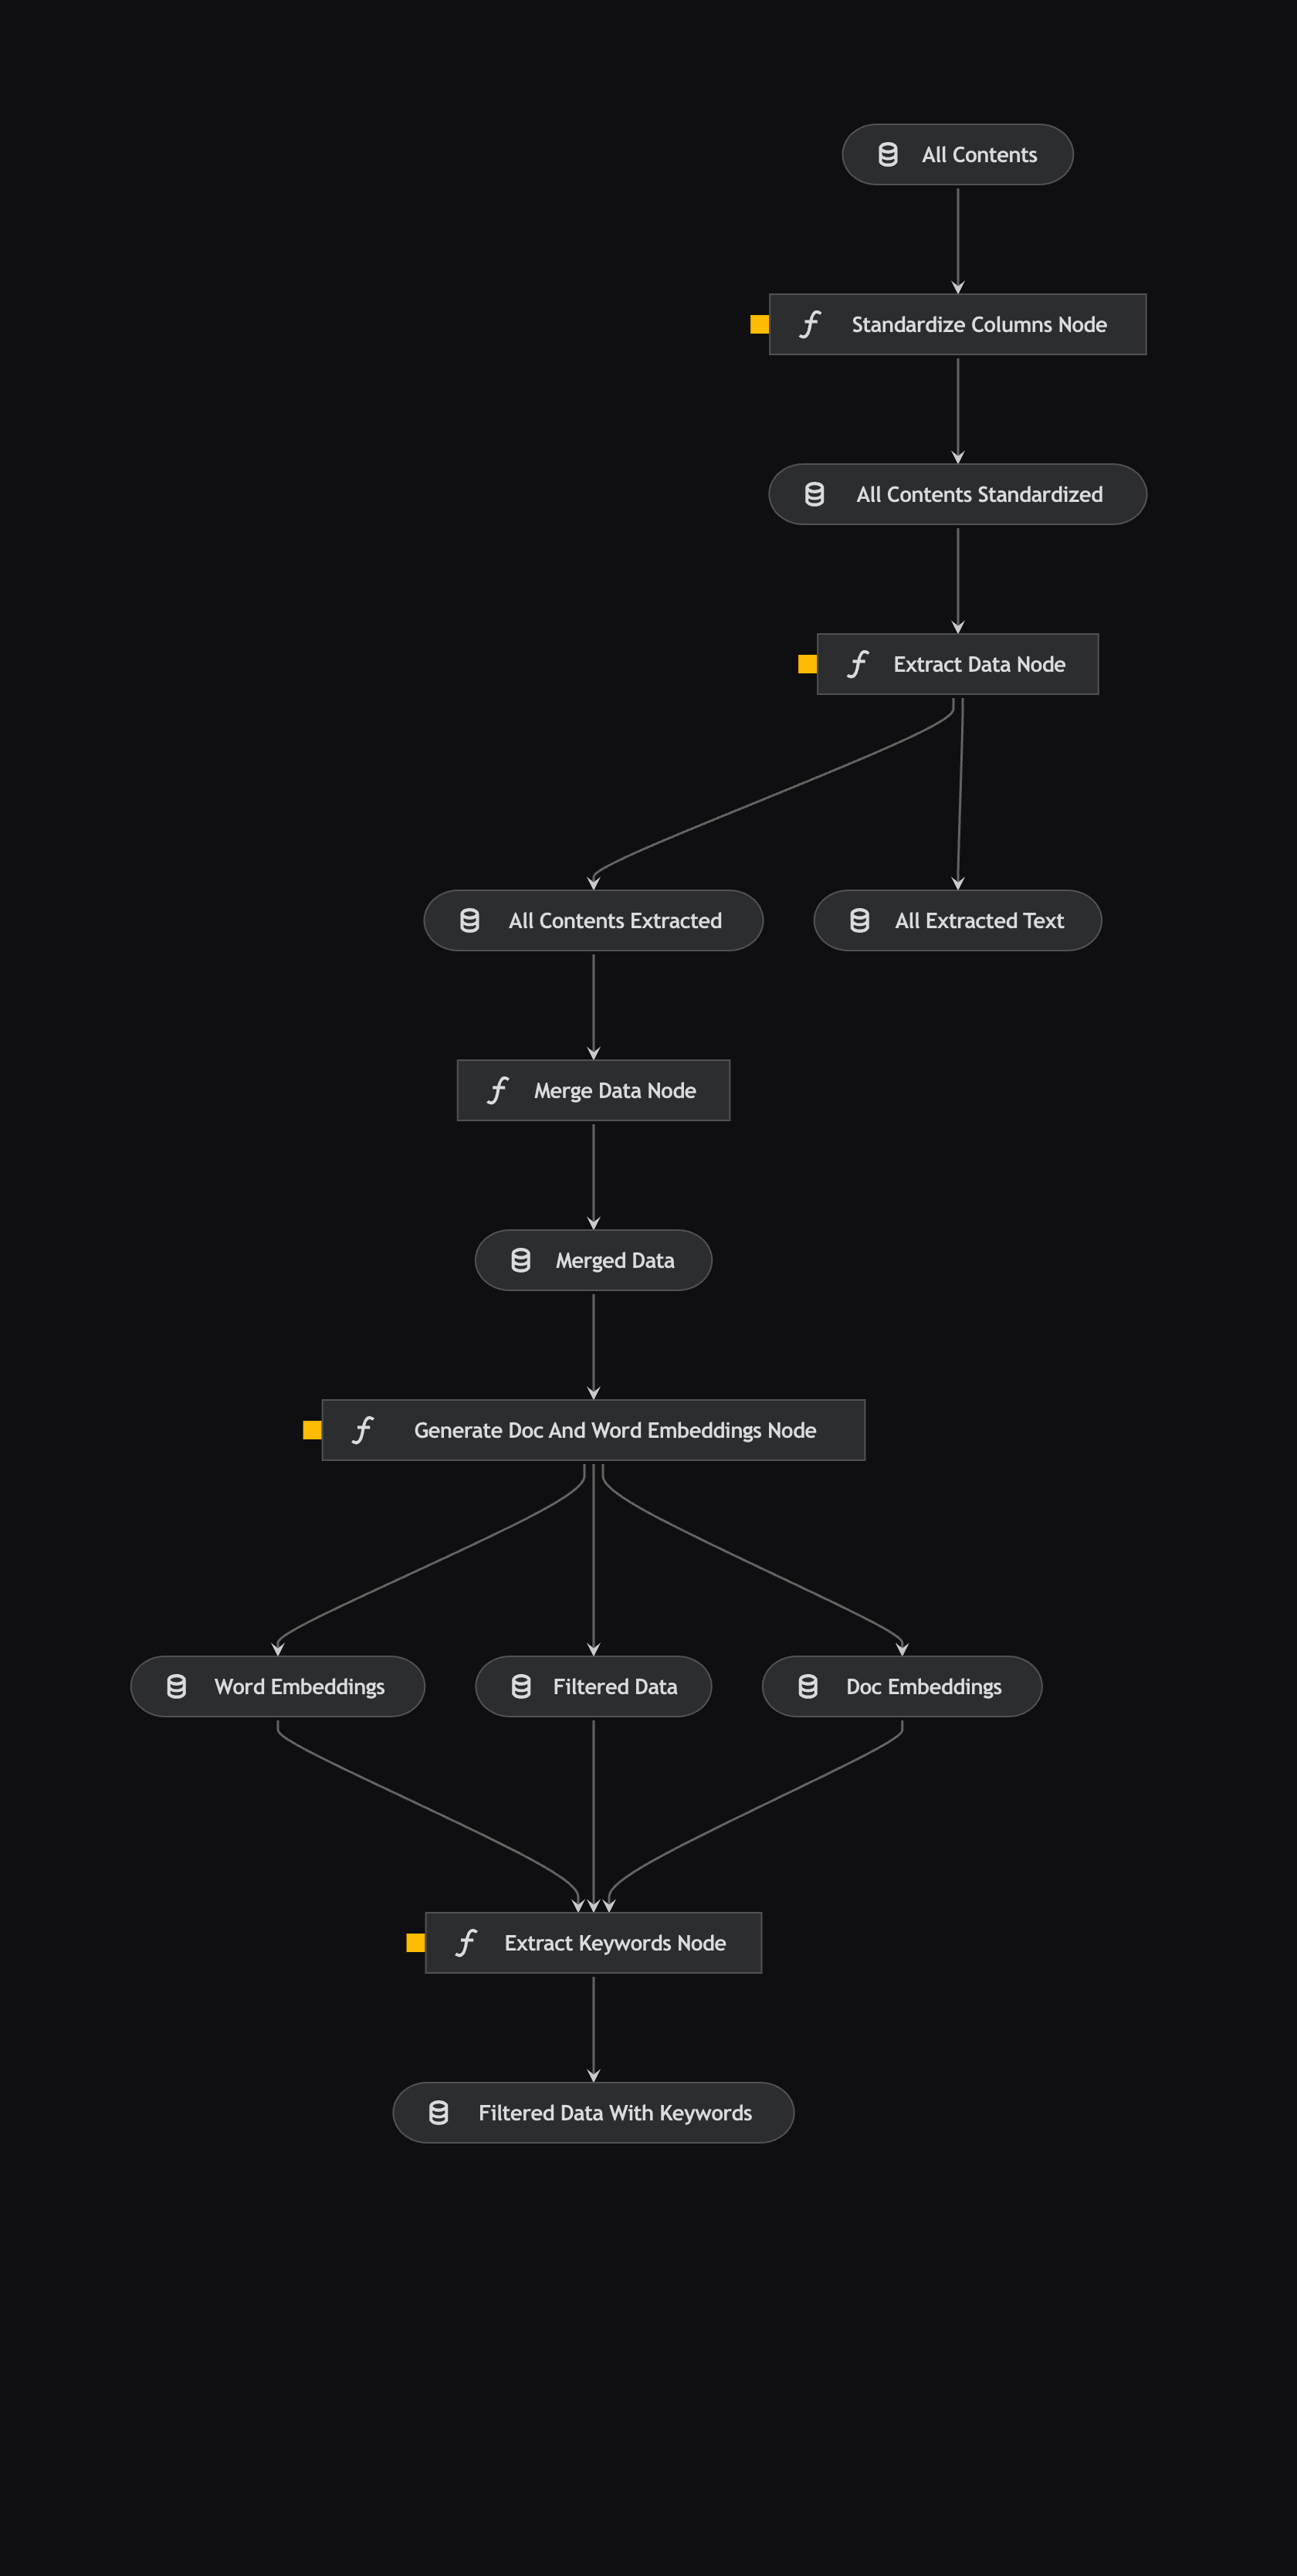 All Contents
Standardize Columns Node
All Contents Standardized
Extract Data Node
All Contents Extracted
All Extracted Text
Merge Data Node
Merged Data
Generate Doc And Word Embeddings Node
Word Embeddings
Filtered Data
Doc Embeddings
Extract Keywords Node
Filtered Data With Keywords